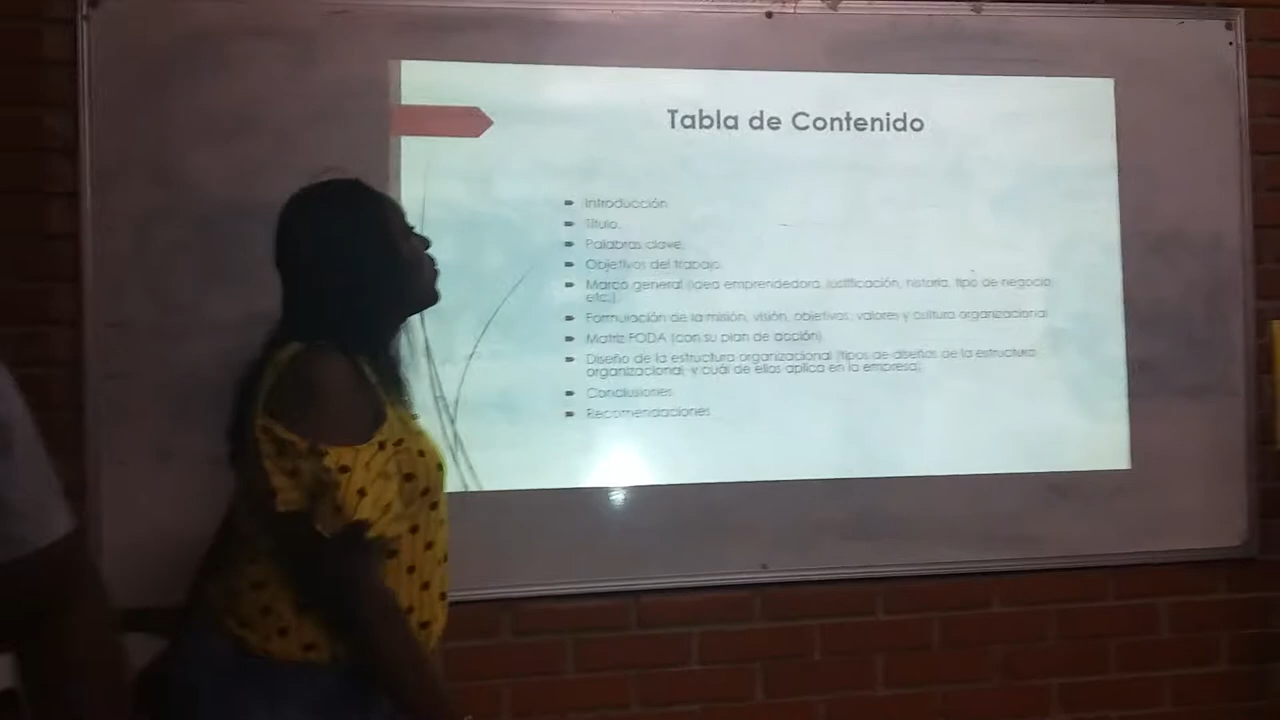 Tabla de Contenido
Introducción
Título.
Palabras clave.
Objetivos del trabajo.
Marco general (idea emprendedora, justificación, historia, tipo de negocio,
etc.).
Formulación de la misión, visión, objetivos, valores y cultura organizacional
Matriz FODA (con su plan de acción).
Diseño de la estructura organizacional (tipos de diseños de la estructura
organizacional, y cuál de ellos aplica en la empresa).
Conclusiones
Recomendaciones